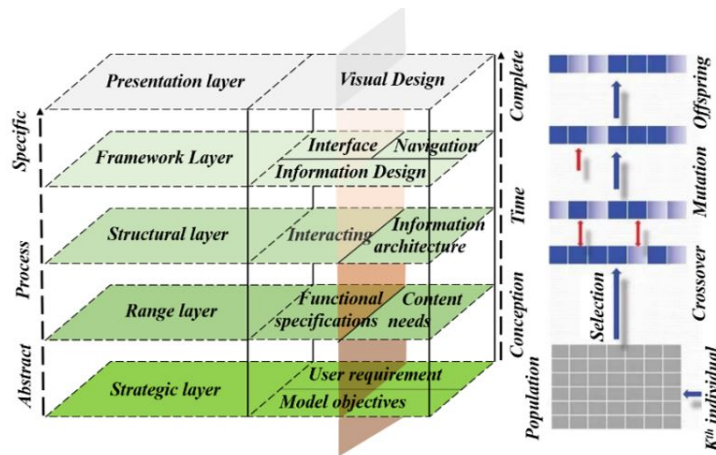 Presentation layer
Visual Design
Framework Layer
Interface
Navigation
Information Design
Structural layer
Interacting
Information
architecture
Range layer
Functional
specifications
Content
needs
Strategic layer
User requirement
Model objectives
Specific
Process
Abstract
Complete
Time
Conception
Offspring
Mutation
Crossover
Selection
Population
Kth individual